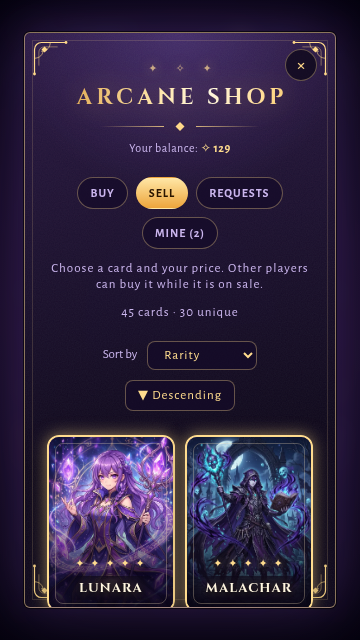 ARCANE SHOP
×
Your balance: ✧ 129
BUY
SELL
REQUESTS
MINE (2)
Choose a card and your price. Other players
can buy it while it is on sale.
45 cards · 30 unique
Sort by
Rarity
▼ Descending
LUNARA
MALACHAR